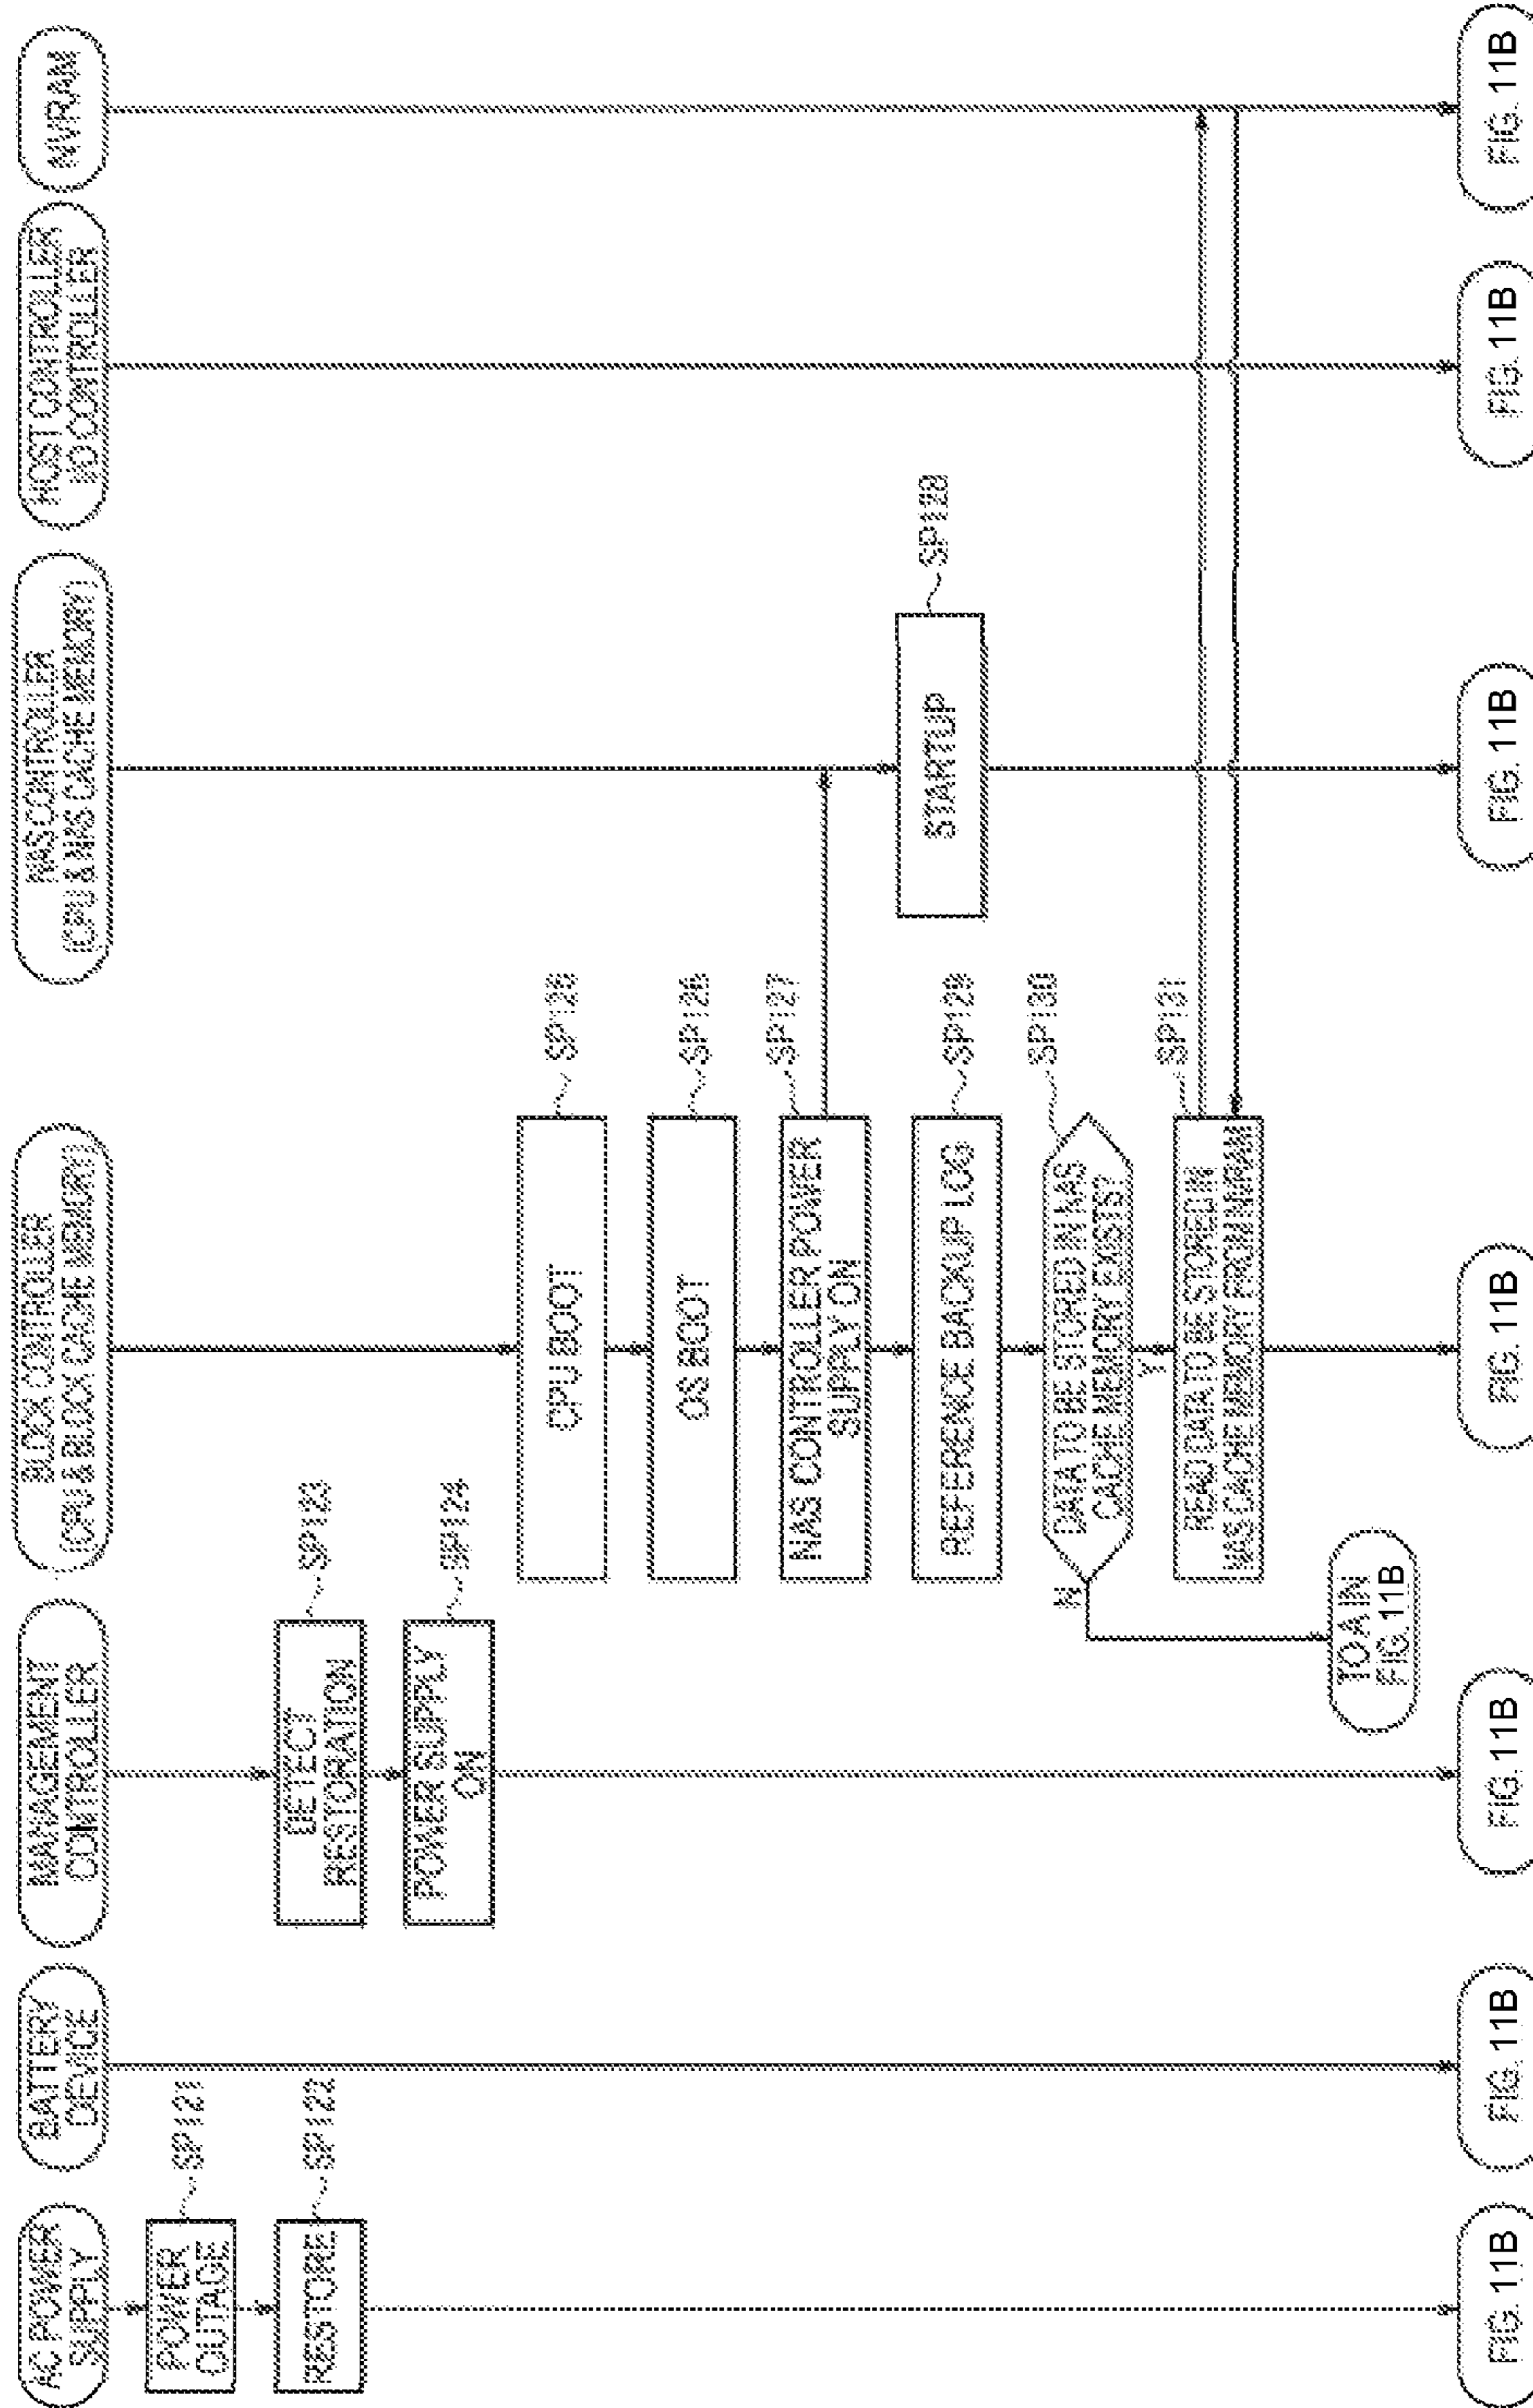 AC POWER
SUPPLY
BATTERY
DEVICE
MANAGEMENT
CONTROLLER
BLOCK CONTROLLER
(CPU & BLOCK CACHE MEMORY)
NAS CONTROLLER
(CPU & NAS CACHE MEMORY)
HOST CONTROLLER
I/O CONTROLLER
NVRAM
POWER
OUTAGE
SP121
RESTORE
SP122
DETECT
RESTORATION
SP123
POWER SUPPLY
ON
SP124
CPU BOOT
SP125
OS BOOT
SP126
NAS CONTROLLER POWER
SUPPLY ON
SP127
STARTUP
SP128
REFERENCE BACKUP LOG
SP129
DATA TO BE STORED IN NAS
CACHE MEMORY EXISTS?
SP130
N
Y
READ DATA TO BE STORED IN
NAS CACHE MEMORY FROM NVRAM
SP131
TO A IN
FIG. 11B
FIG. 11B
FIG. 11B
FIG. 11B
FIG. 11B
FIG. 11B
FIG. 11B
FIG. 11B